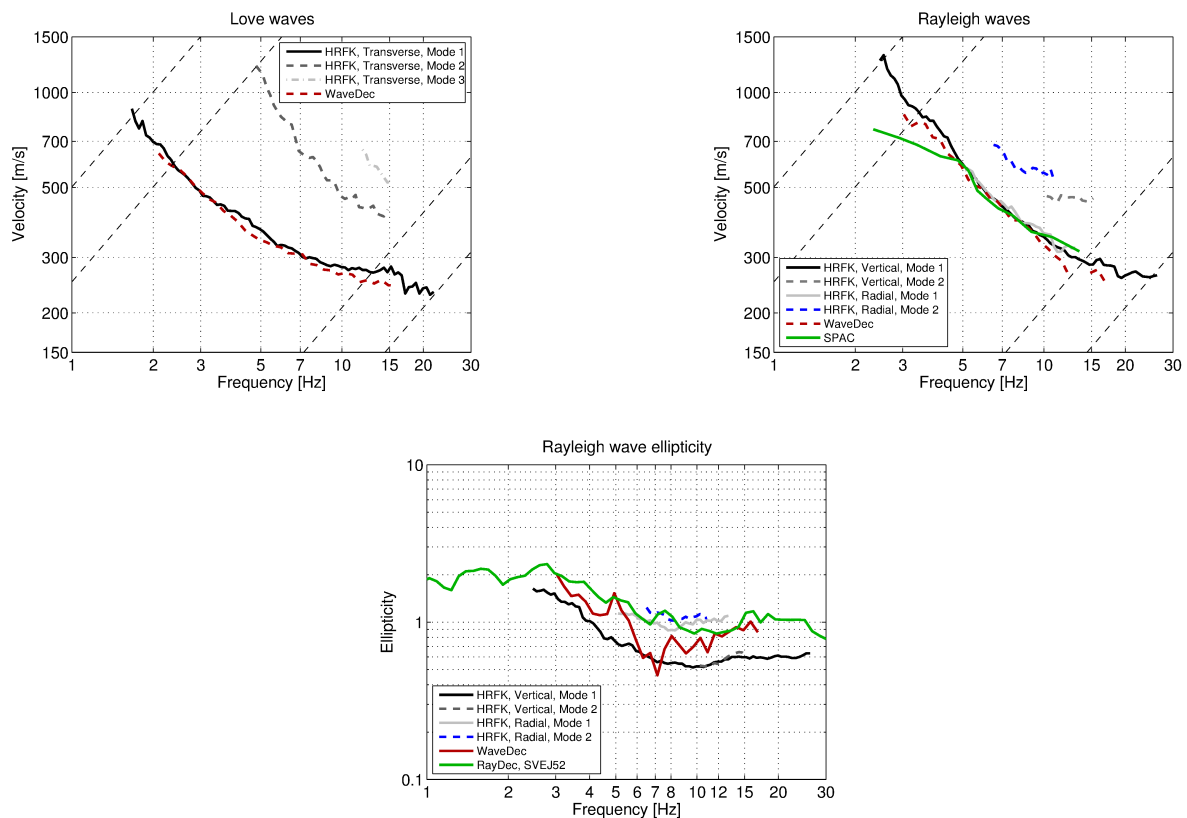 Love waves
1500
1000
700
500
300
200
150
Velocity [m/s]
HRFK, Transverse, Mode 1
HRFK, Transverse, Mode 2
HRFK, Transverse, Mode 3
WaveDec
1 2 3 5 7 10 15 20 30
Frequency [Hz]
Rayleigh waves
1500
1000
700
500
300
200
150
Velocity [m/s]
HRFK, Vertical, Mode 1
HRFK, Vertical, Mode 2
HRFK, Radial, Mode 1
HRFK, Radial, Mode 2
WaveDec
SPAC
1 2 3 5 7 10 15 20 30
Frequency [Hz]
Rayleigh wave ellipticity
10
1
0.1
Ellipticity
HRFK, Vertical, Mode 1
HRFK, Vertical, Mode 2
HRFK, Radial, Mode 1
HRFK, Radial, Mode 2
WaveDec
RayDec, SVEJ52
1 2 3 4 5 6 7 8 10 12 15 20 30
Frequency [Hz]